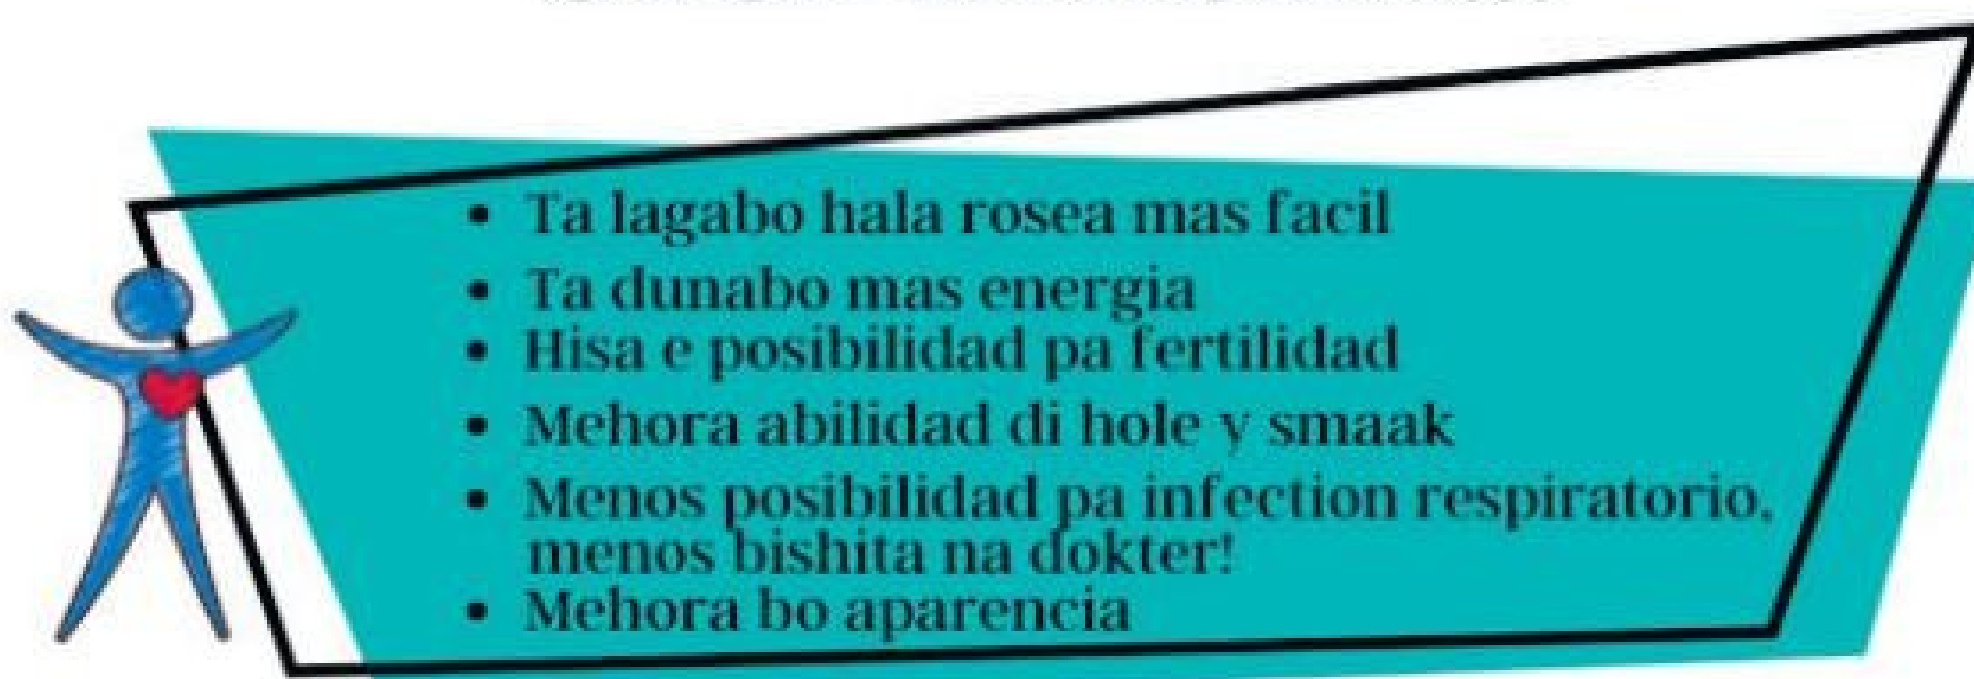 • Ta lagabo hala rosea mas facil
• Ta dunabo mas energia
• Hisa e posibilidad pa fertilidad
• Mehora abilidad di hole y smaak
• Menos posibilidad pa infection respiratorio,
menos bishita na dokter!
• Mehora bo aparencia